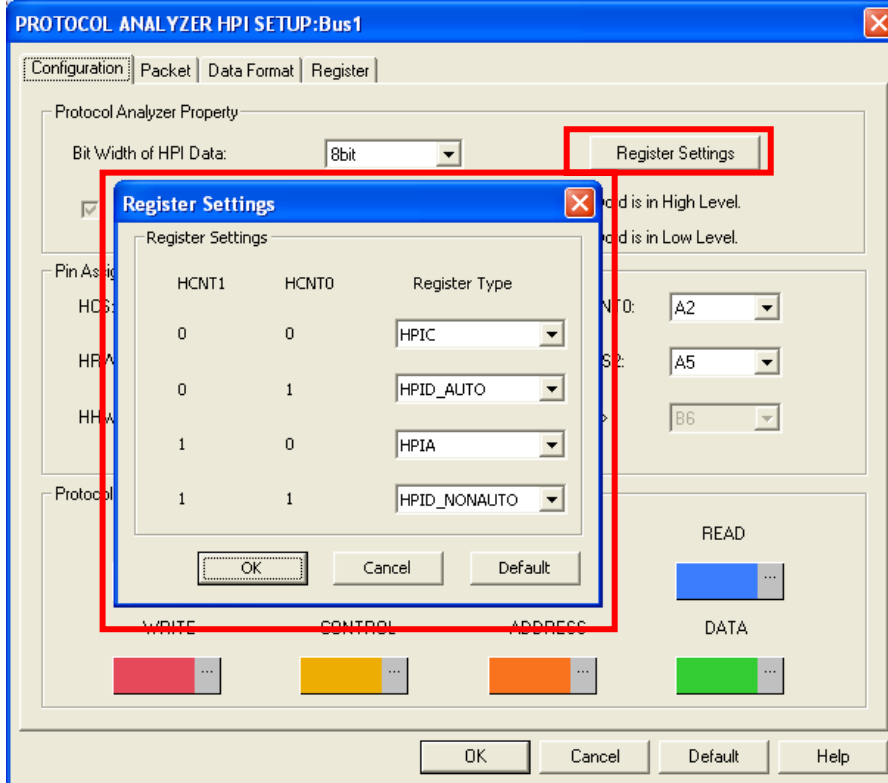 PROTOCOL ANALYZER HPI SETUP:Bus1
Configuration Packet Data Format Register
Protocol Analyzer Property
Bit Width of HPI Data: 8bit Register Settings
is in High Level.
is in Low Level.
Register Settings
Register Settings
HCNT1 HCNT0 Register Type
0 0 HPIC
0 1 HPID_AUTO
1 0 HPIA
1 1 HPID_NONAUTO
OK Cancel Default
Pin
A2
A5
B6
Protocol
READ
WRITE CONTROL ADDRESS DATA
OK Cancel Default Help